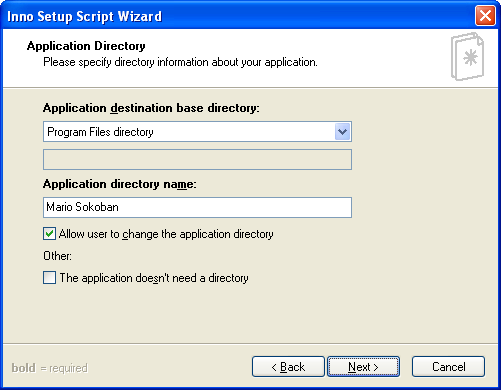 Inno Setup Script Wizard
Application Directory
Please specify directory information about your application.
Application destination base directory:
Program Files directory
Application directory name:
Mario Sokoban
Allow user to change the application directory
Other:
The application doesn't need a directory
bold = required
< Back
Next >
Cancel